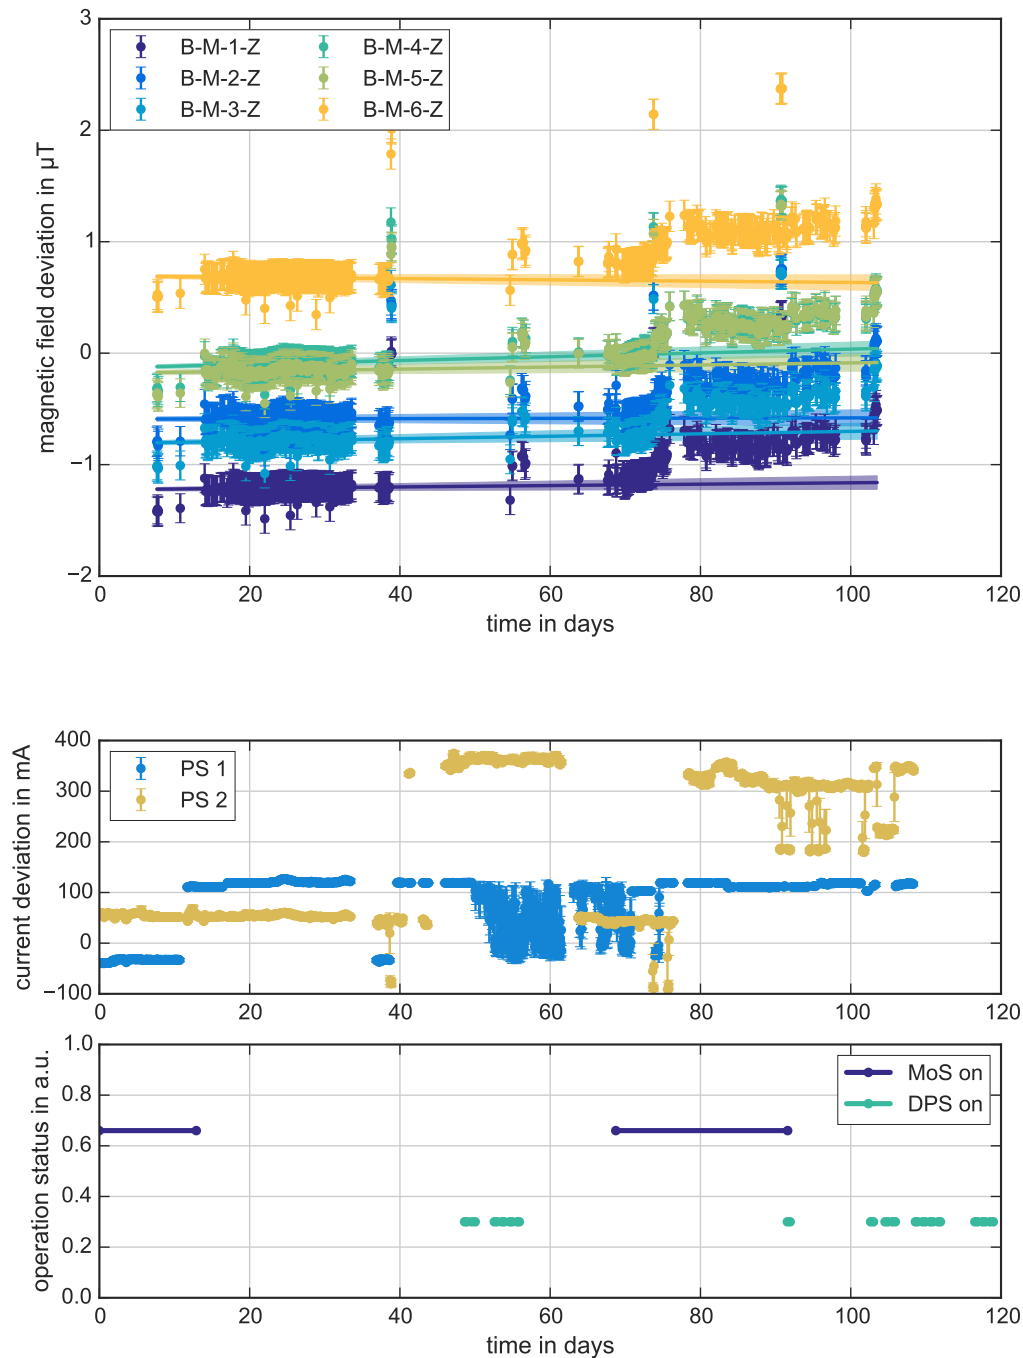 3
2
1
0
−1
−2
magnetic field deviation in µT
B-M-1-Z B-M-4-Z
B-M-2-Z B-M-5-Z
B-M-3-Z B-M-6-Z
0 20 40 60 80 100 120
time in days
400
300
200
100
0
−100
current deviation in mA
PS 1
PS 2
0 20 40 60 80 100 120
1.0
0.8
0.6
0.4
0.2
0.0
operation status in a.u.
MoS on
DPS on
0 20 40 60 80 100 120
time in days